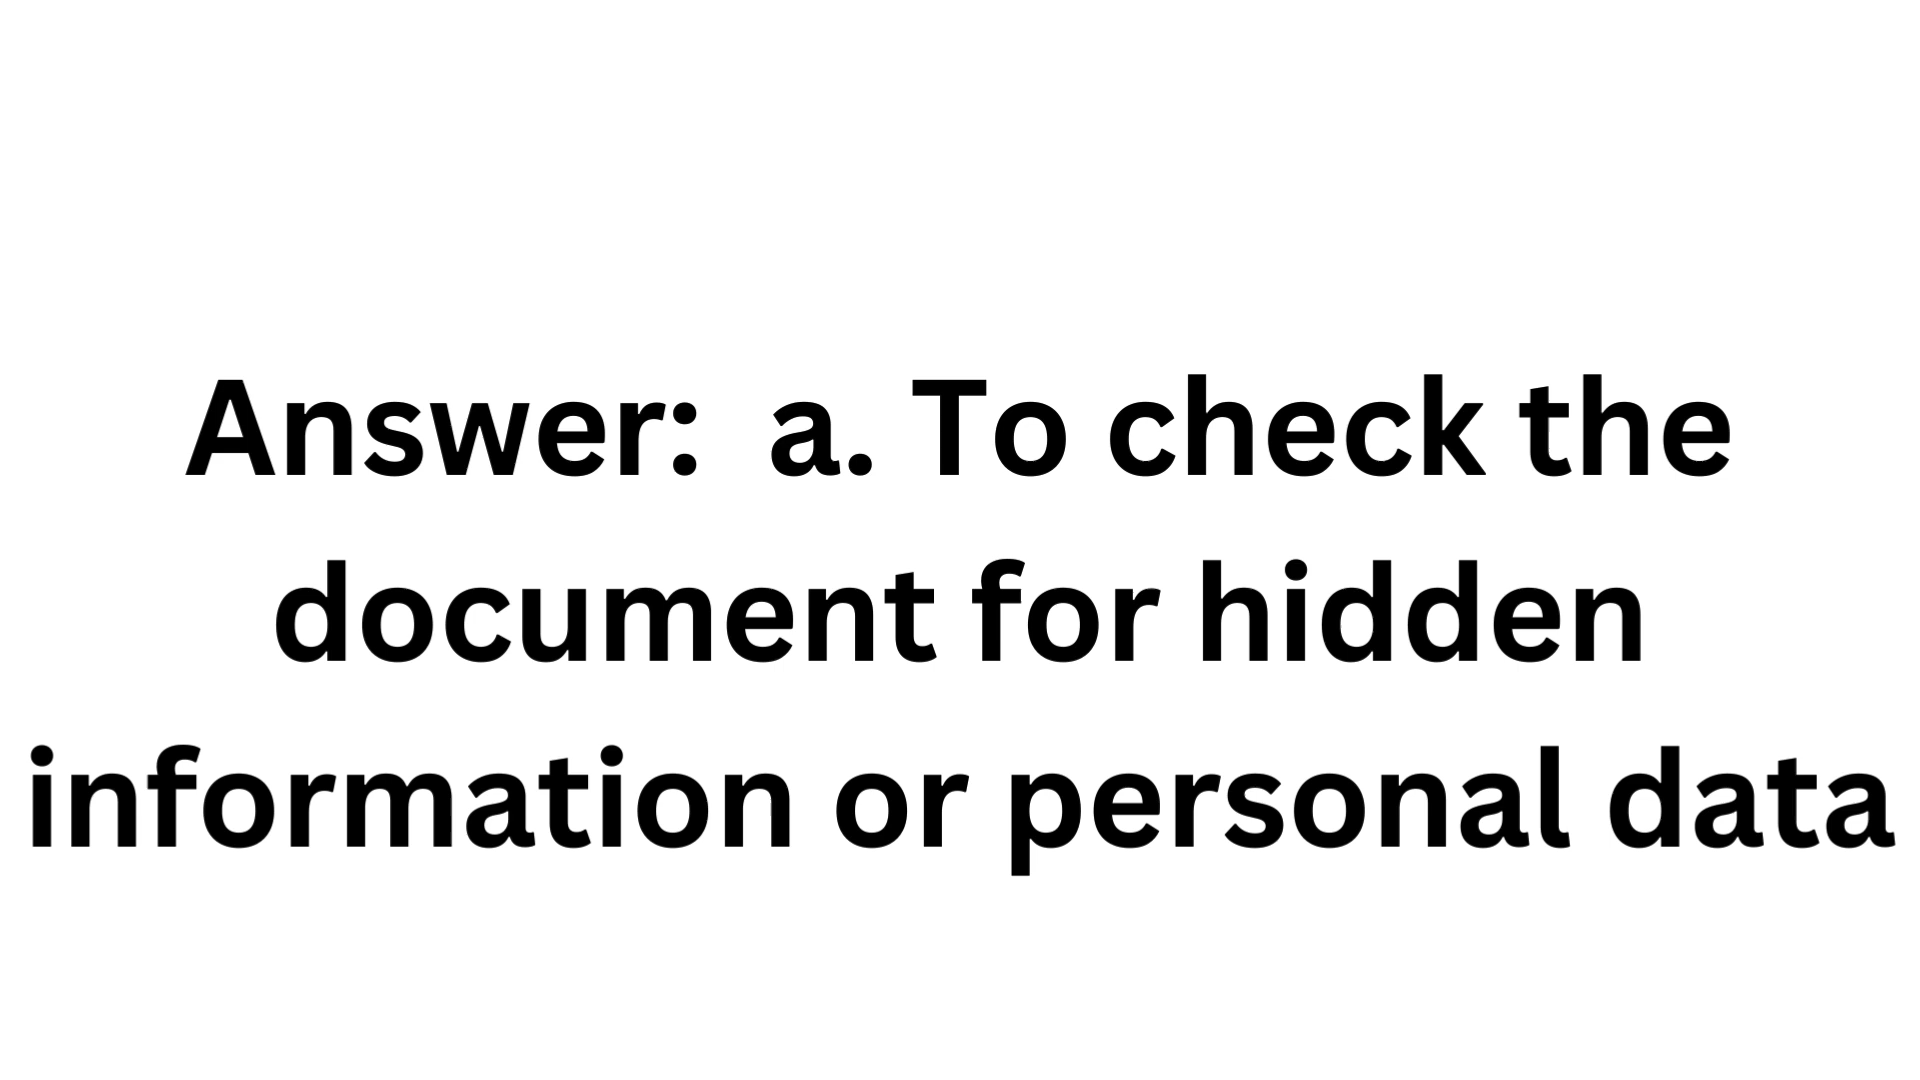 Answer:  a. To check the
document for hidden
information or personal data